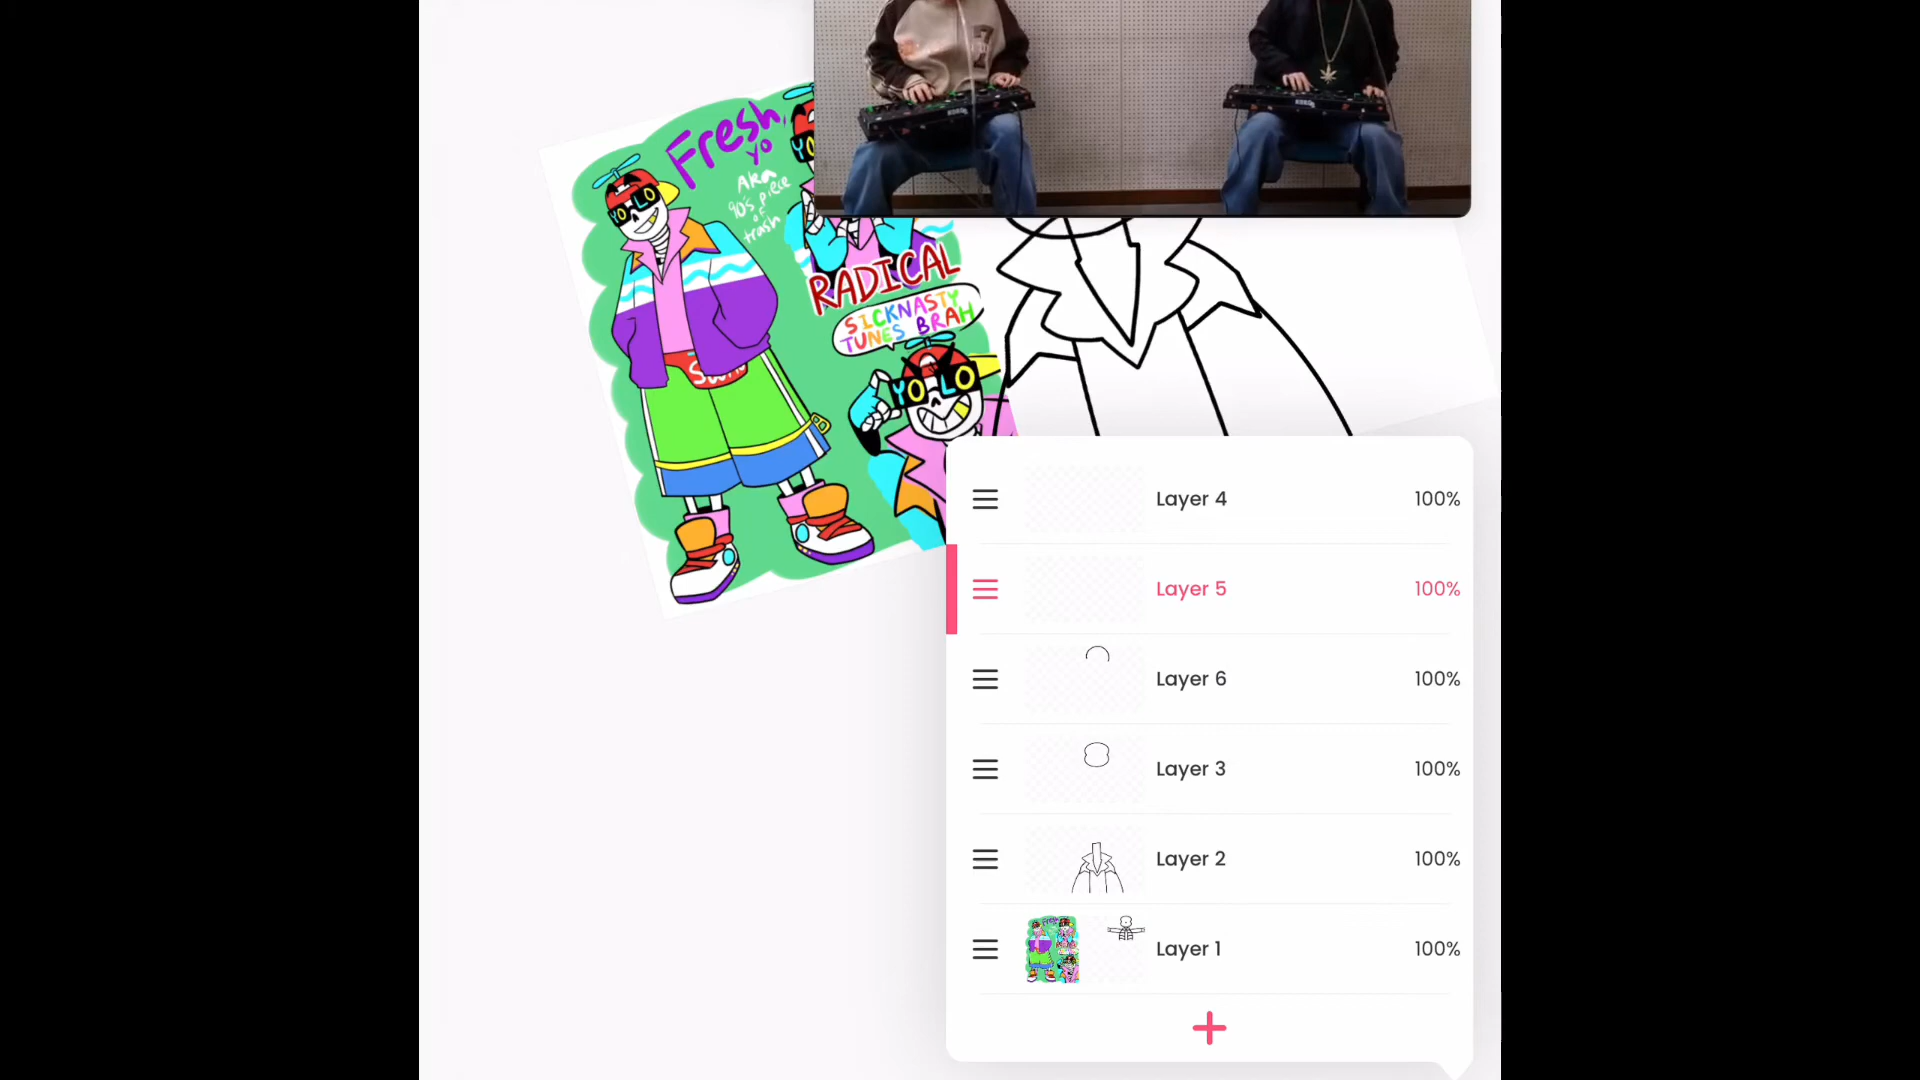 Fresh,
yo
Aka
90's piece
of
trash
YOLO
YO
RADICAL
SICKNASTY
TUNES BRAH
YOLO
Layer 4 100%
Layer 5 100%
Layer 6 100%
Layer 3 100%
Layer 2 100%
Layer 1 100%